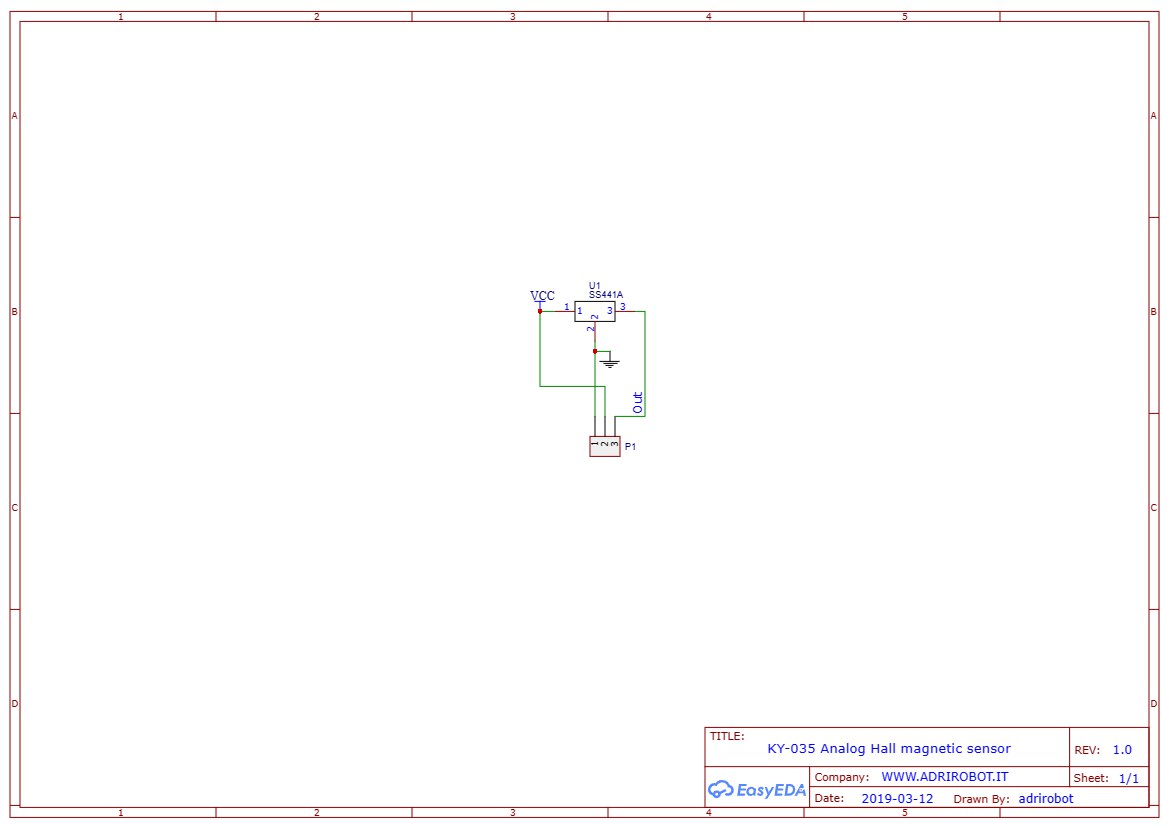 1 2 3 4 5
A A
VCC
U1
SS441A
1 1 3 3
2
2
B B
Out
1 2 3 P1
C C
D D
TITLE:
KY-035 Analog Hall magnetic sensor
REV: 1.0
EasyEDA
Company: WWW.ADRIROBOT.IT
Sheet: 1/1
Date: 2019-03-12 Drawn By: adrirobot
1 2 3 4 5